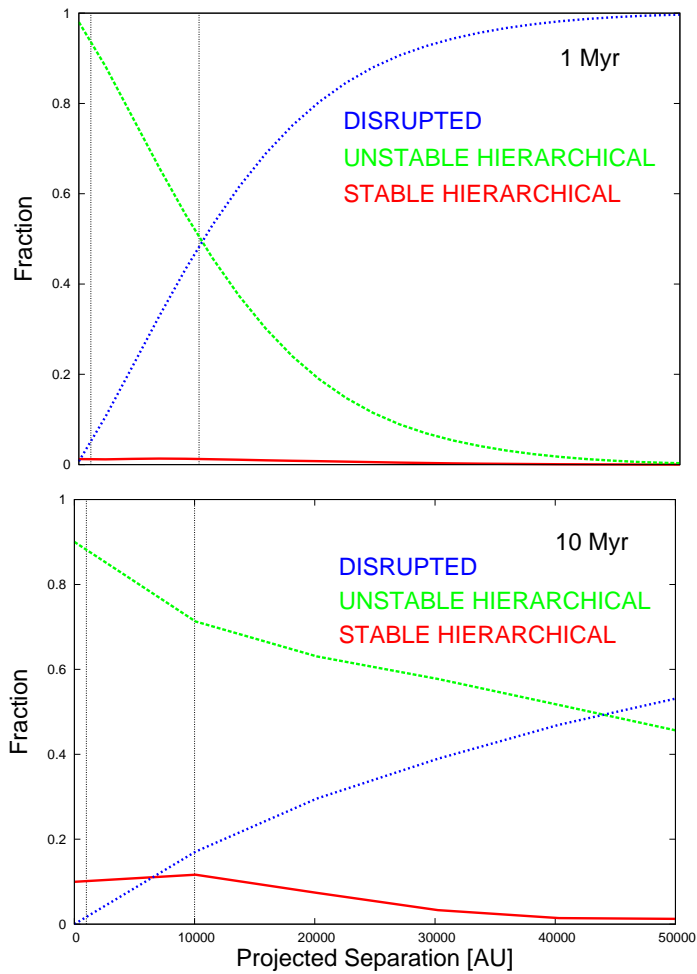 1
1 Myr
0.8
DISRUPTED
UNSTABLE HIERARCHICAL
0.6
STABLE HIERARCHICAL
Fraction
0.4
0.2
0
1
10 Myr
DISRUPTED
0.8
UNSTABLE HIERARCHICAL
STABLE HIERARCHICAL
0.6
Fraction
0.4
0.2
0
0 10000 20000 30000 40000 50000
Projected Separation [AU]